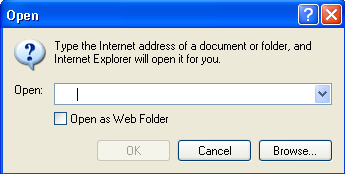 Open
Type the Internet address of a document or folder, and
Internet Explorer will open it for you.
Open:
Open as Web Folder
OK
Cancel
Browse...